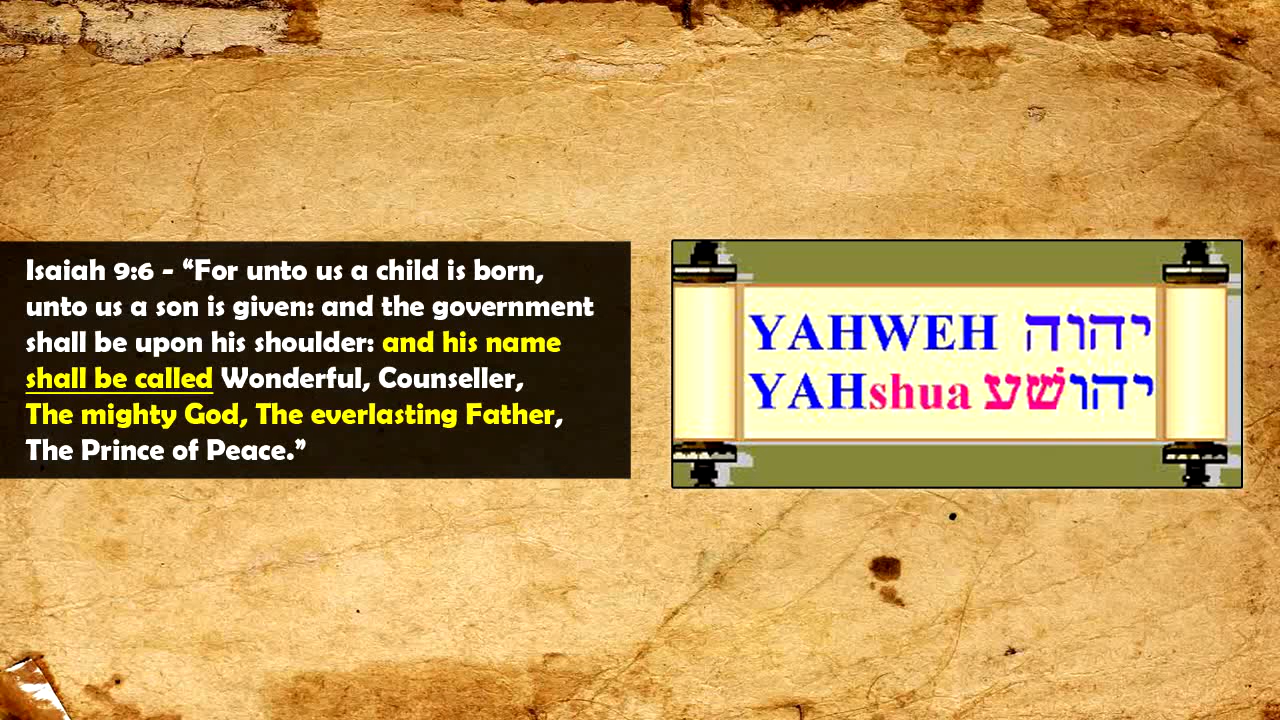 Isaiah 9:6 - “For unto us a child is born,
unto us a son is given: and the government
shall be upon his shoulder: and his name
shall be called Wonderful, Counseller,
The mighty God, The everlasting Father,
The Prince of Peace.”
YAHWEH יהוה
YAHshua יהושׁע